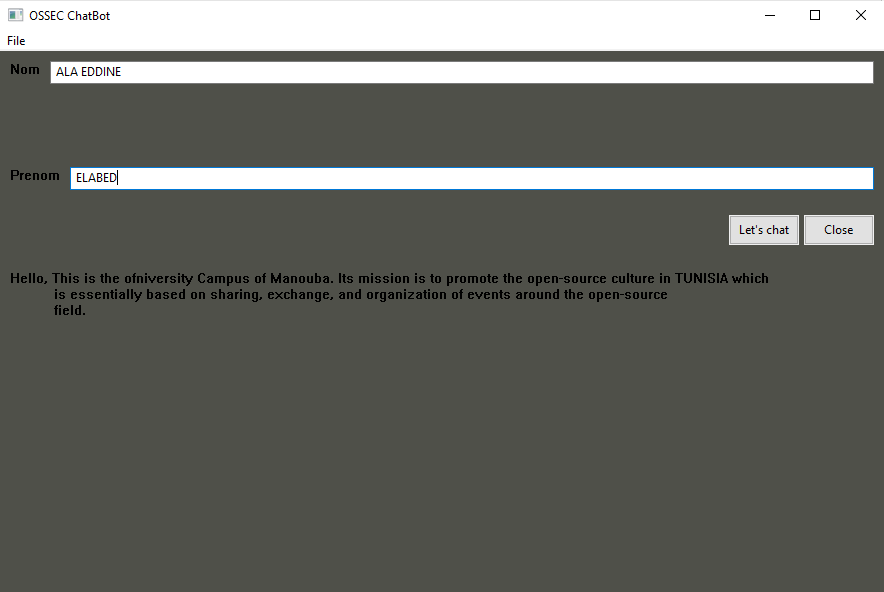 OSSEC ChatBot
File
Nom ALA EDDINE
Prenom ELABED
Let's chat Close
Hello, This is the ofniversity Campus of Manouba. Its mission is to promote the open-source culture in TUNISIA which
is essentially based on sharing, exchange, and organization of events around the open-source
field.